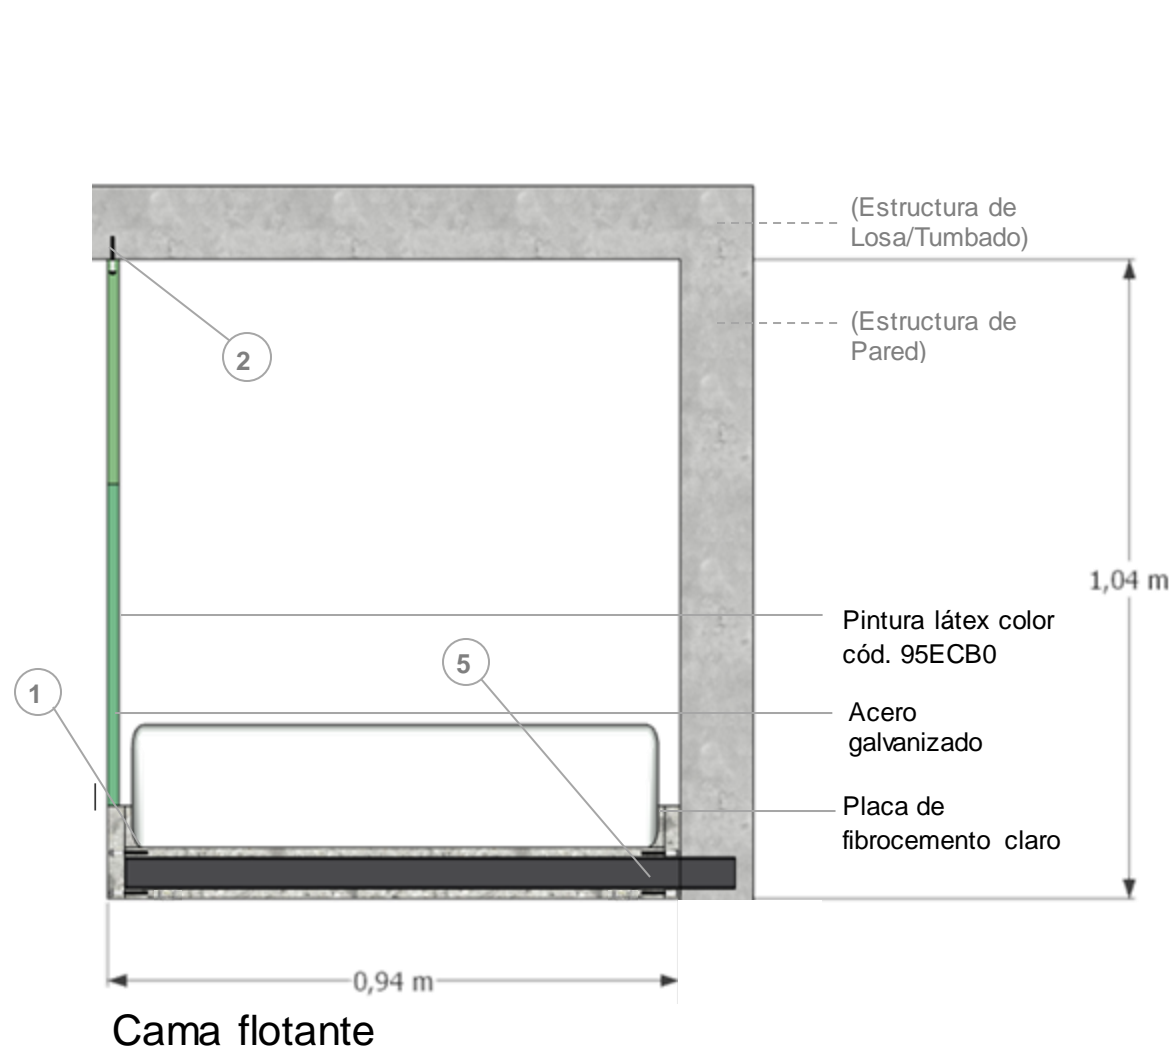 (Estructura de
Losa/Tumbado)
2
(Estructura de
Pared)
1,04 m
Pintura látex color
cód. 95ECB0
5
1
Acero
galvanizado
Placa de
fibrocemento claro
0,94 m
Cama flotante